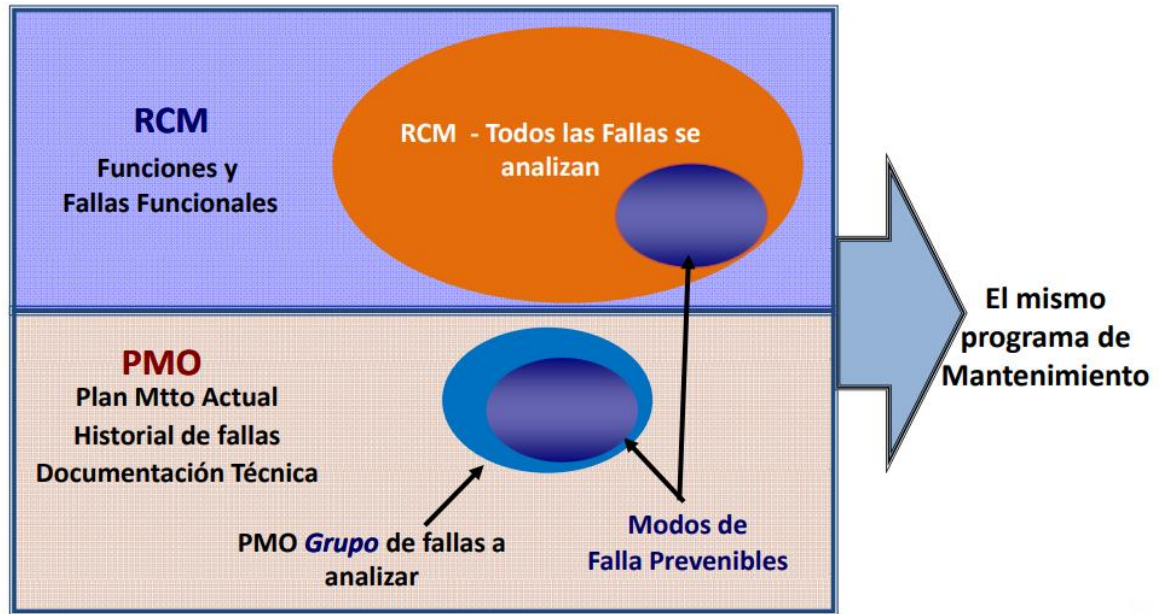 RCM
Funciones y
Fallas Funcionales
RCM - Todos las Fallas se
analizan
PMO
Plan Mtto Actual
Historial de fallas
Documentación Técnica
PMO Grupo de fallas a
analizar
Modos de
Falla Prevenibles
El mismo
programa de
Mantenimiento